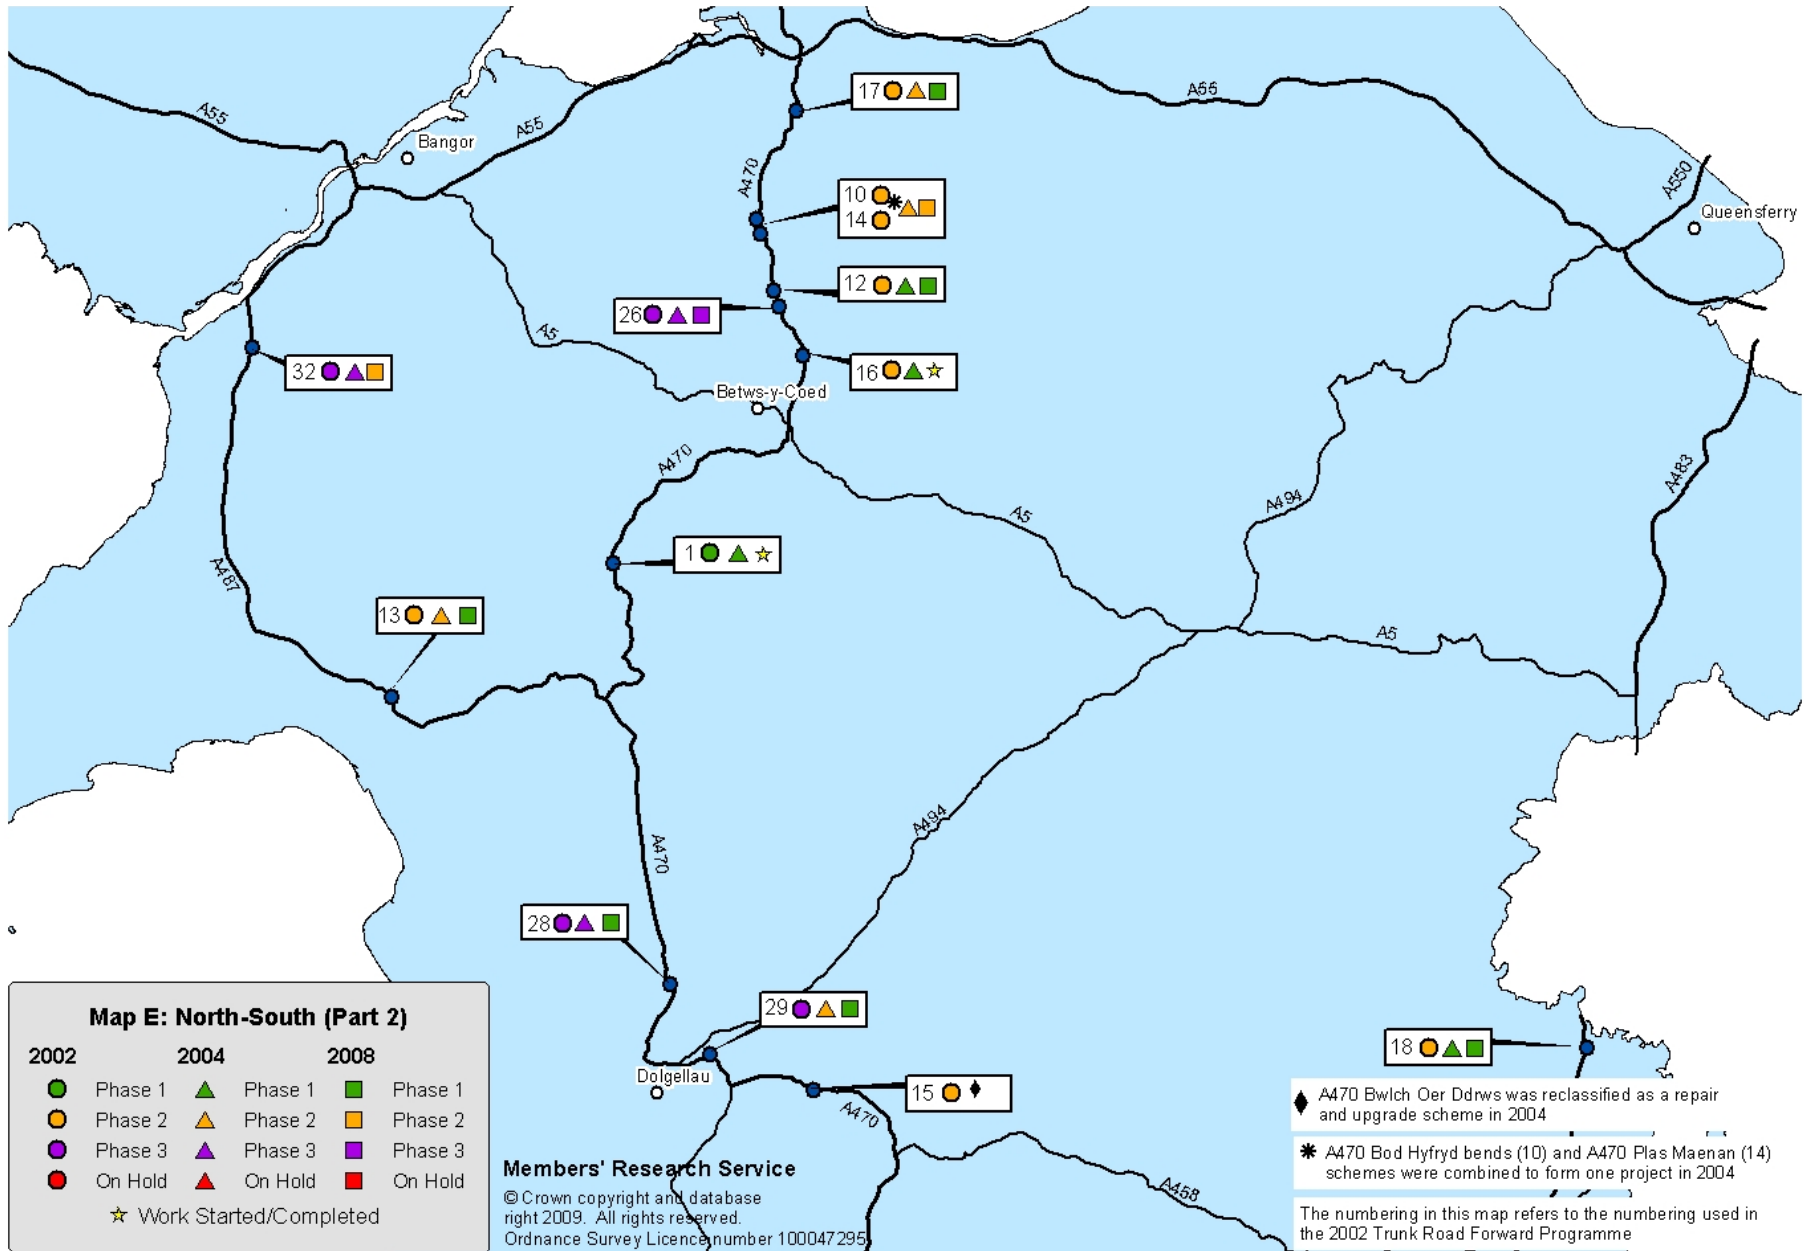 A55
Bangor
A55
A55
17
A470
10
14
A550
Queensferry
12
26
A5
32
16
Betws-y-Coed
A470
A483
A494
A5
1
A487
13
A5
A470
A494
28
29
18
Dolgellau
15
A470
A458
Map E: North-South (Part 2)
2002 2004 2008
Phase 1 Phase 1 Phase 1
Phase 2 Phase 2 Phase 2
Phase 3 Phase 3 Phase 3
On Hold On Hold On Hold
Work Started/Completed
Members' Research Service
© Crown copyright and database
right 2009. All rights reserved.
Ordnance Survey Licence number 100047295
A470 Bwlch Oer Ddrws was reclassified as a repair
and upgrade scheme in 2004
A470 Bod Hyfryd bends (10) and A470 Plas Maenan (14)
schemes were combined to form one project in 2004
The numbering in this map refers to the numbering used in
the 2002 Trunk Road Forward Programme